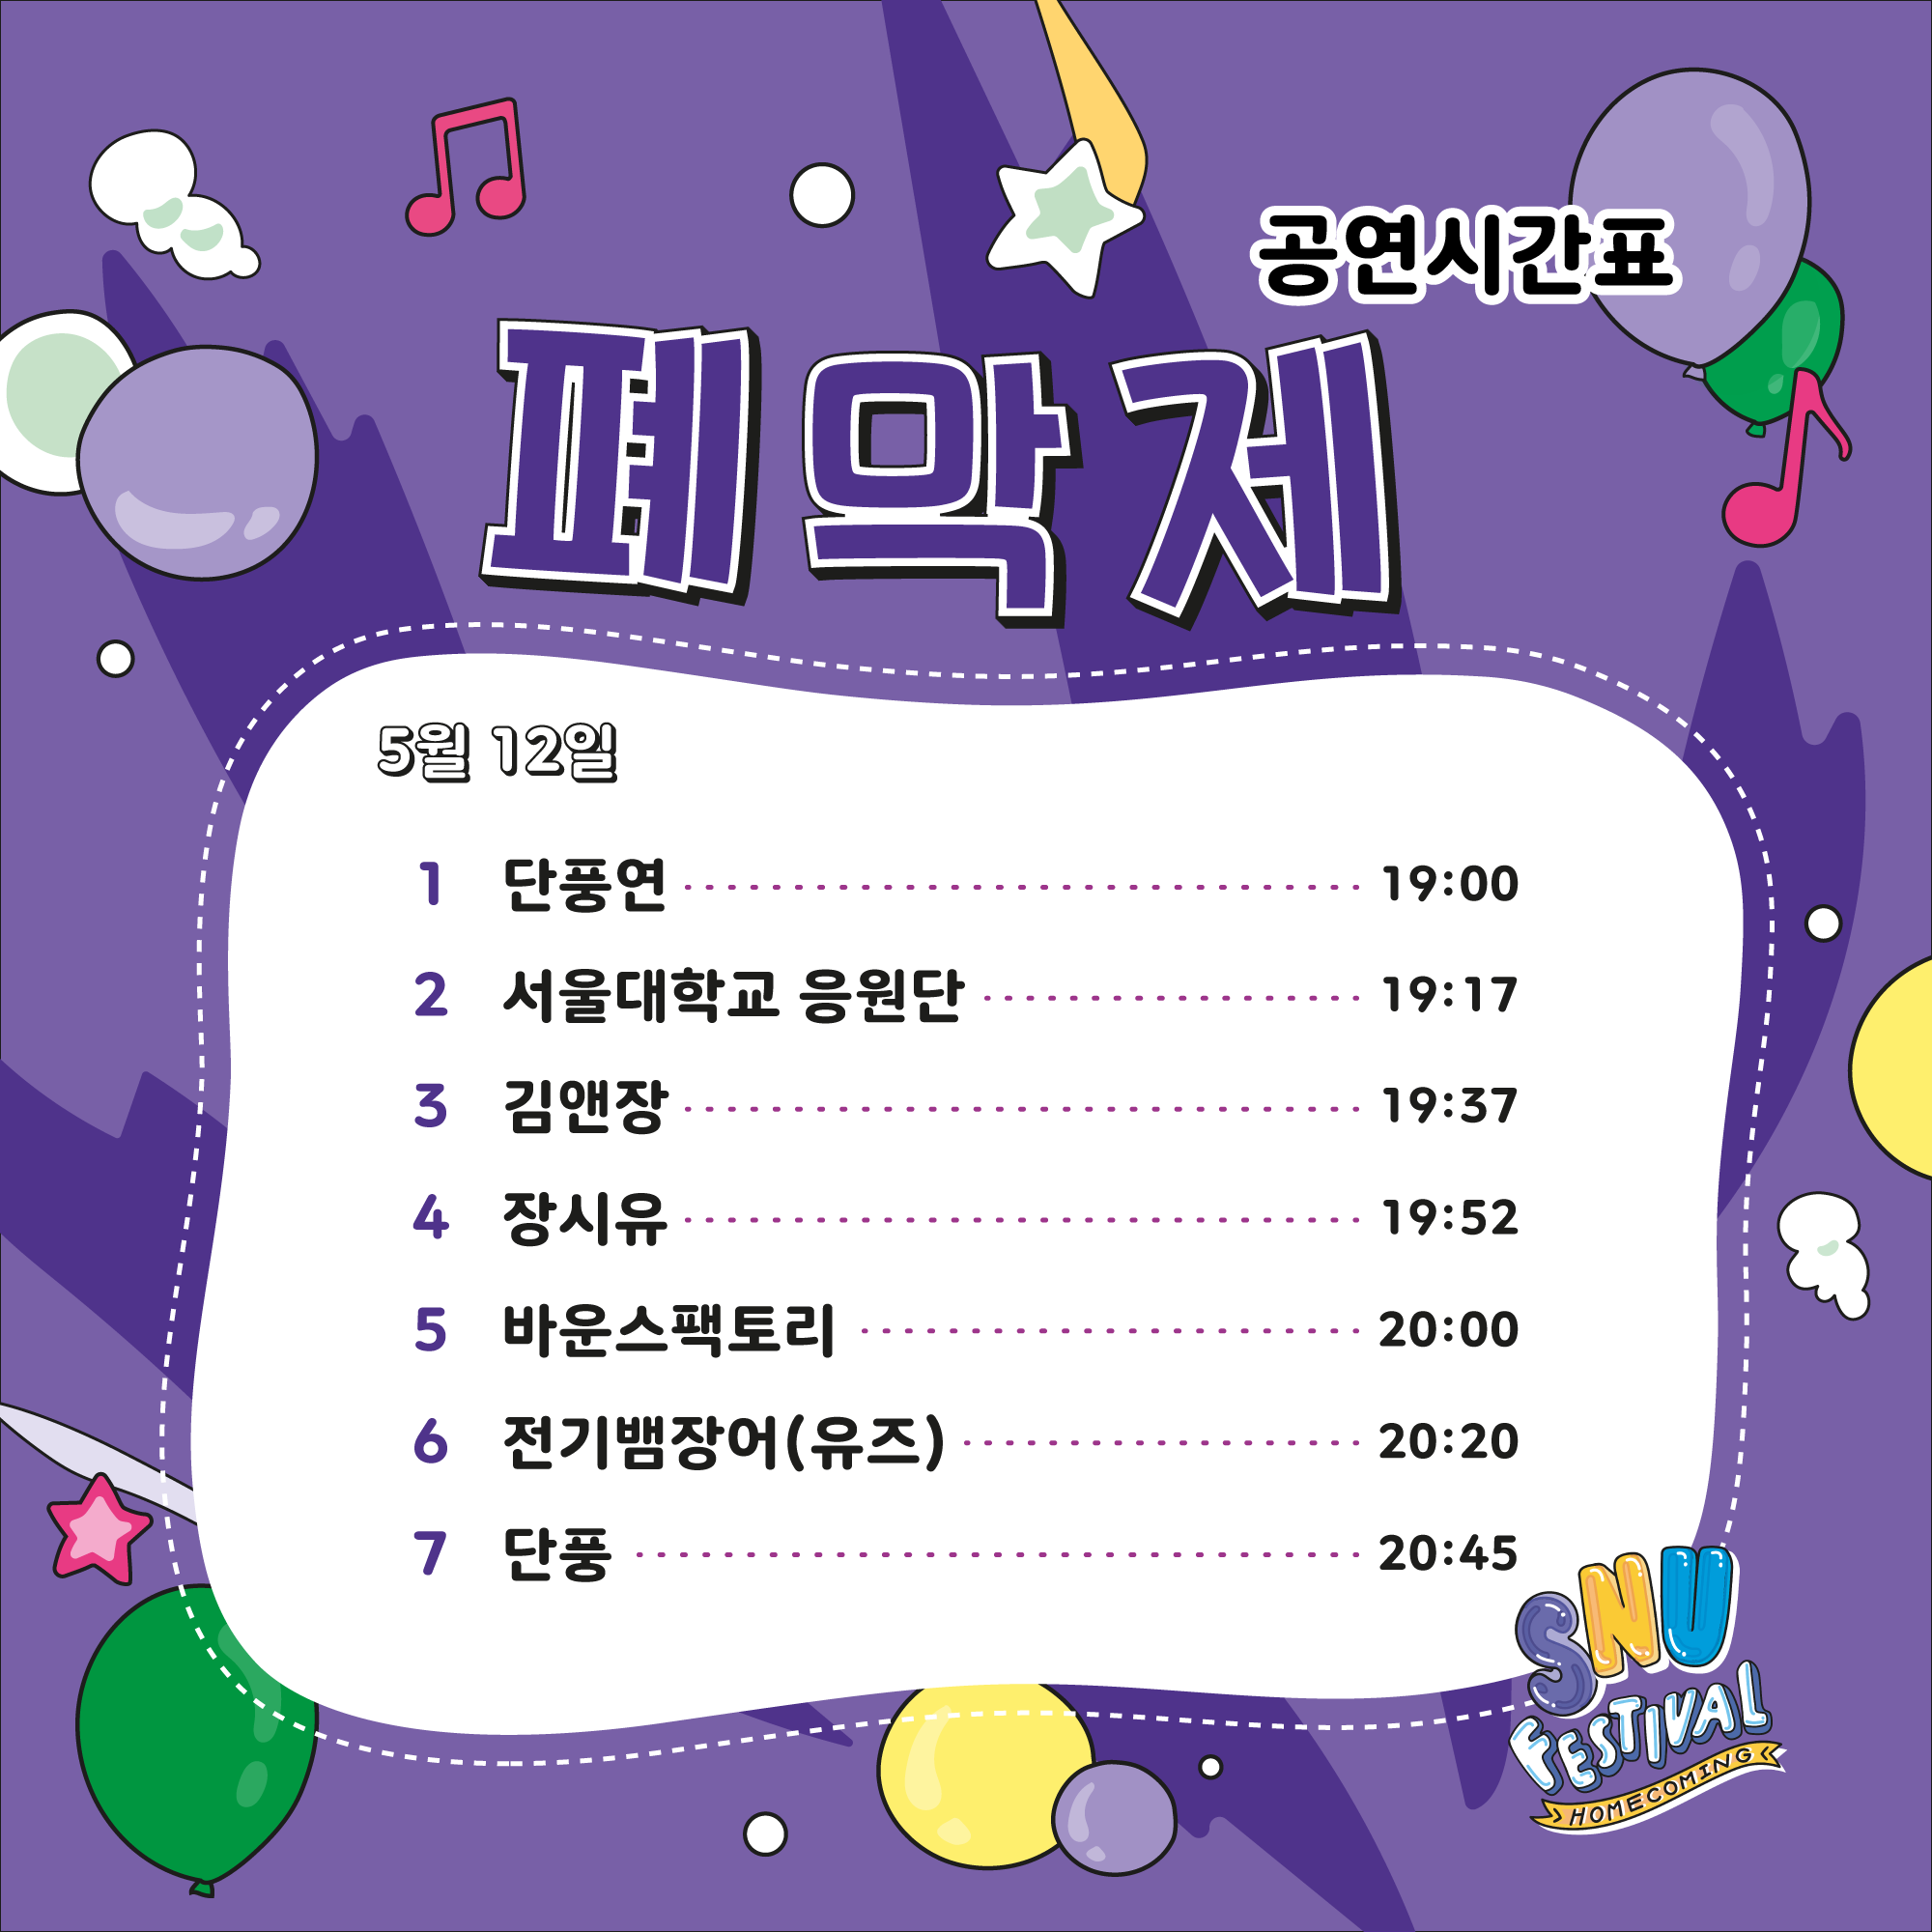 공연시간표
폐막제
5월 12일
1 단풍연 19:00
2 서울대학교 응원단 19:17
3 김앤장 19:37
4 장시유 19:52
5 바운스팩토리 20:00
6 전기뱀장어(유즈) 20:20
7 단풍 20:45
SNU
FESTIVAL
HOMECOMING